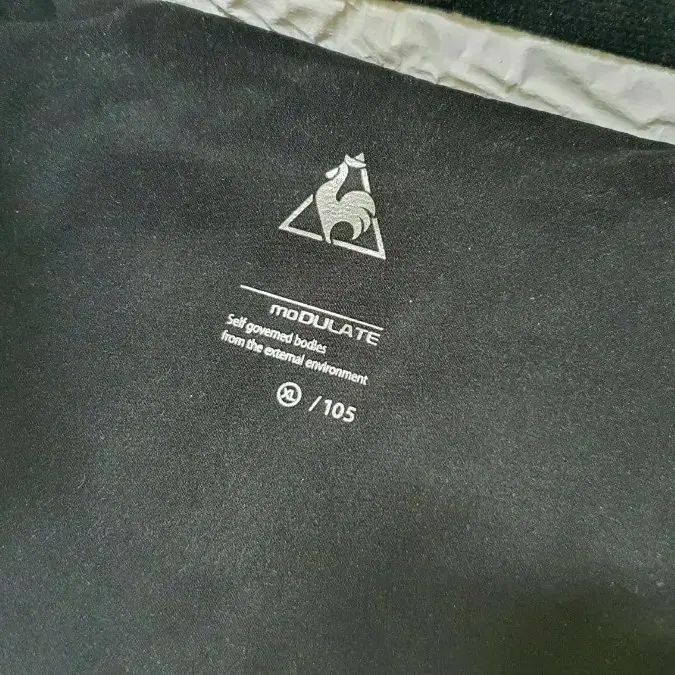 moDULATE
Self governed bodies
from the external environment
XL / 105